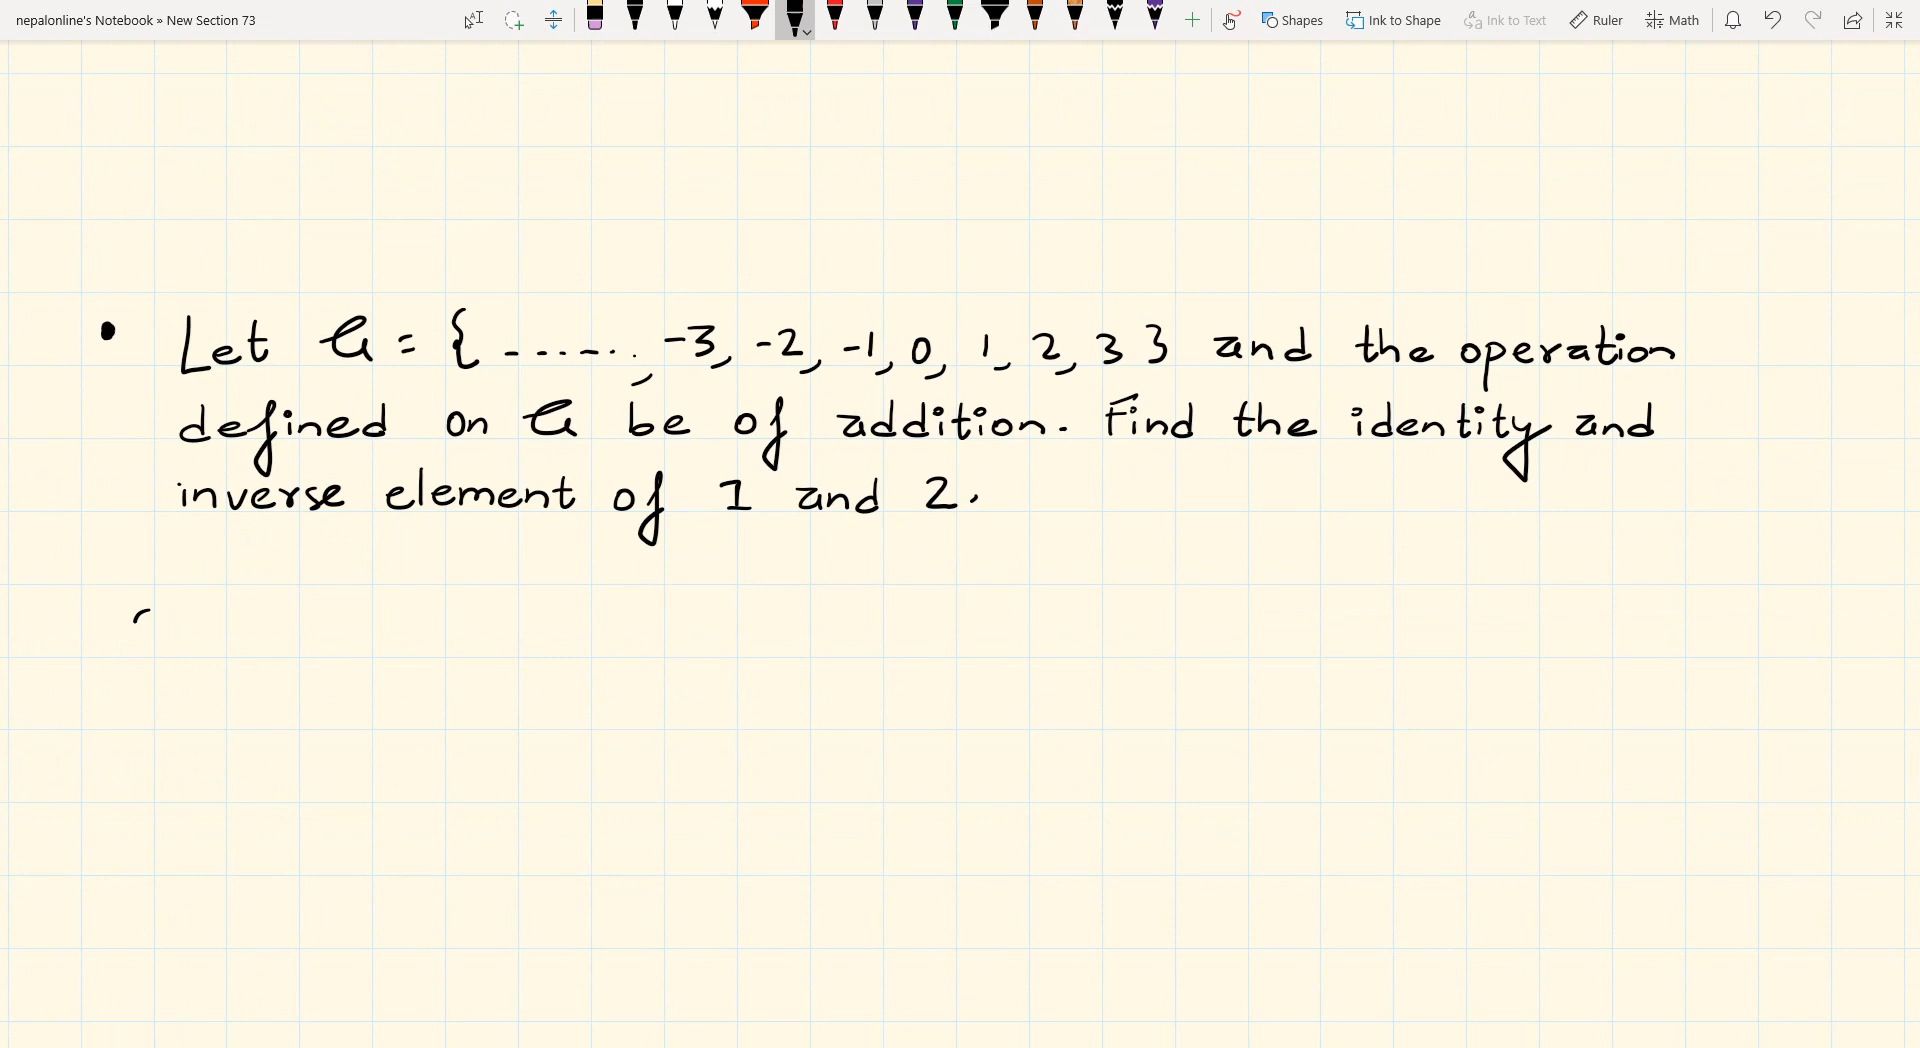 nepalonline's Notebook » New Section 73
Shapes Ink to Shape Ink to Text Ruler Math
• Let G = { ------., -3, -2, -1, 0, 1, 2, 3 } and the operation
defined on G be of addition. Find the identity and
inverse element of 1 and 2.